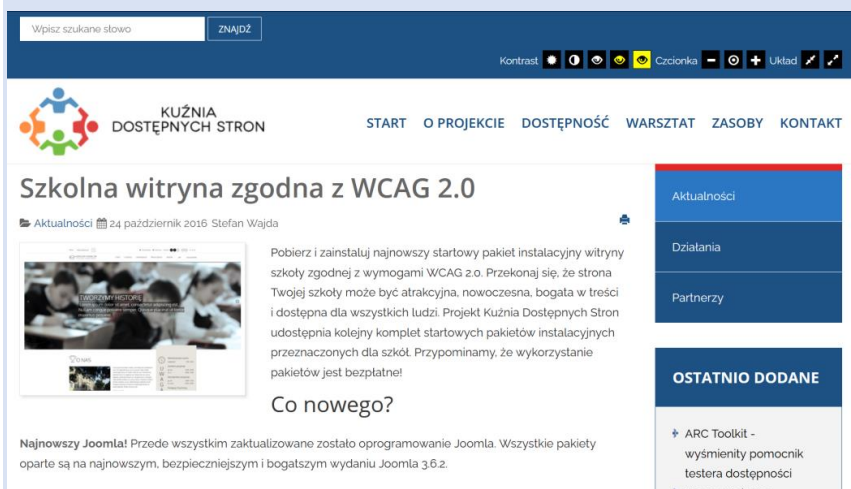 Wpisz szukane słowo
ZNAJDŹ
Kontrast Czcionka Układ
KUŹNIA
DOSTĘPNYCH STRON
START O PROJEKCIE DOSTĘPNOŚĆ WARSZTAT ZASOBY KONTAKT
Szkolna witryna zgodna z WCAG 2.0
Aktualności 24 październik 2016 Stefan Wajda
TWORZYMY HISTORIĘ
O NAS
Pobierz i zainstaluj najnowszy startowy pakiet instalacyjny witryny
szkoły zgodnej z wymogami WCAG 2.0. Przekonaj się, że strona
Twojej szkoły może być atrakcyjna, nowoczesna, bogata w treści
i dostępna dla wszystkich ludzi. Projekt Kuźnia Dostępnych Stron
udostępnia kolejny komplet startowych pakietów instalacyjnych
przeznaczonych dla szkół. Przypominamy, że wykorzystanie
pakietów jest bezpłatne!
Co nowego?
Najnowszy Joomla! Przede wszystkim zaktualizowane zostało oprogramowanie Joomla. Wszystkie pakiety
oparte są na najnowszym, bezpieczniejszym i bogatszym wydaniu Joomla 3.6.2.
Aktualności
Działania
Partnerzy
OSTATNIO DODANE
ARC Toolkit -
wyśmienity pomocnik
testera dostępności